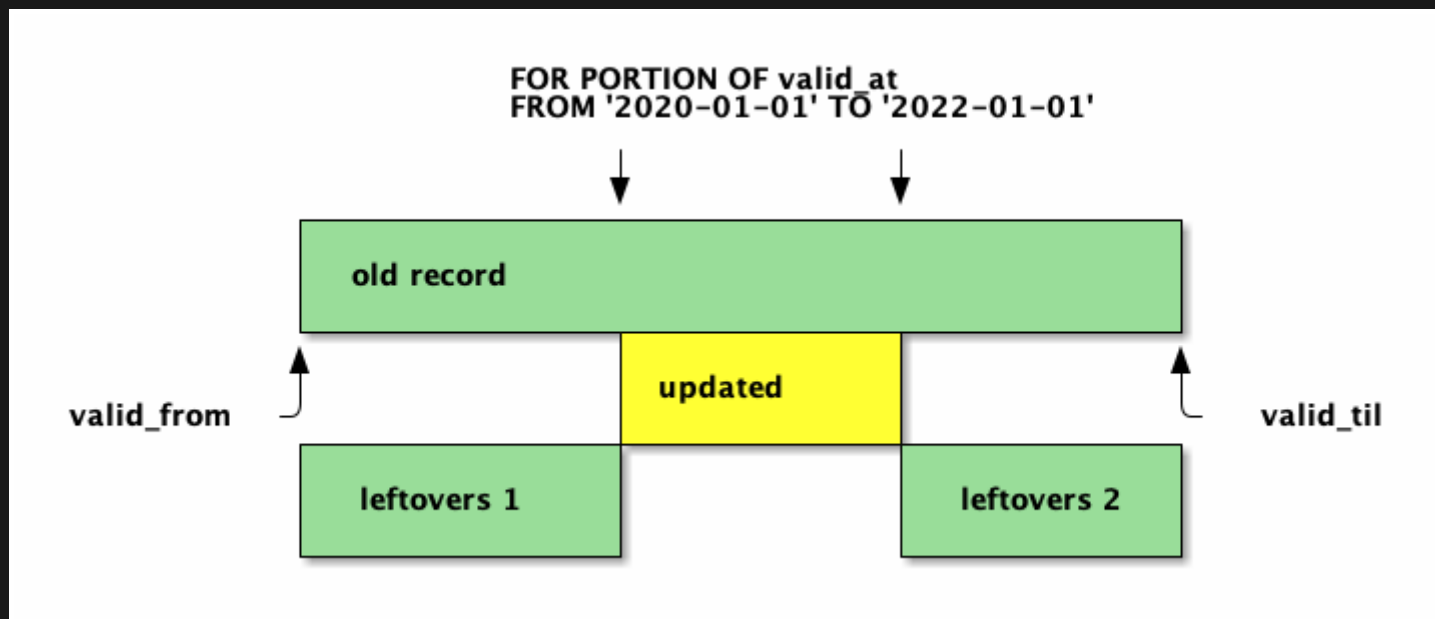 FOR PORTION OF valid_at
FROM '2020-01-01' TO '2022-01-01'
old record
updated
valid_from
valid_til
leftovers 1
leftovers 2